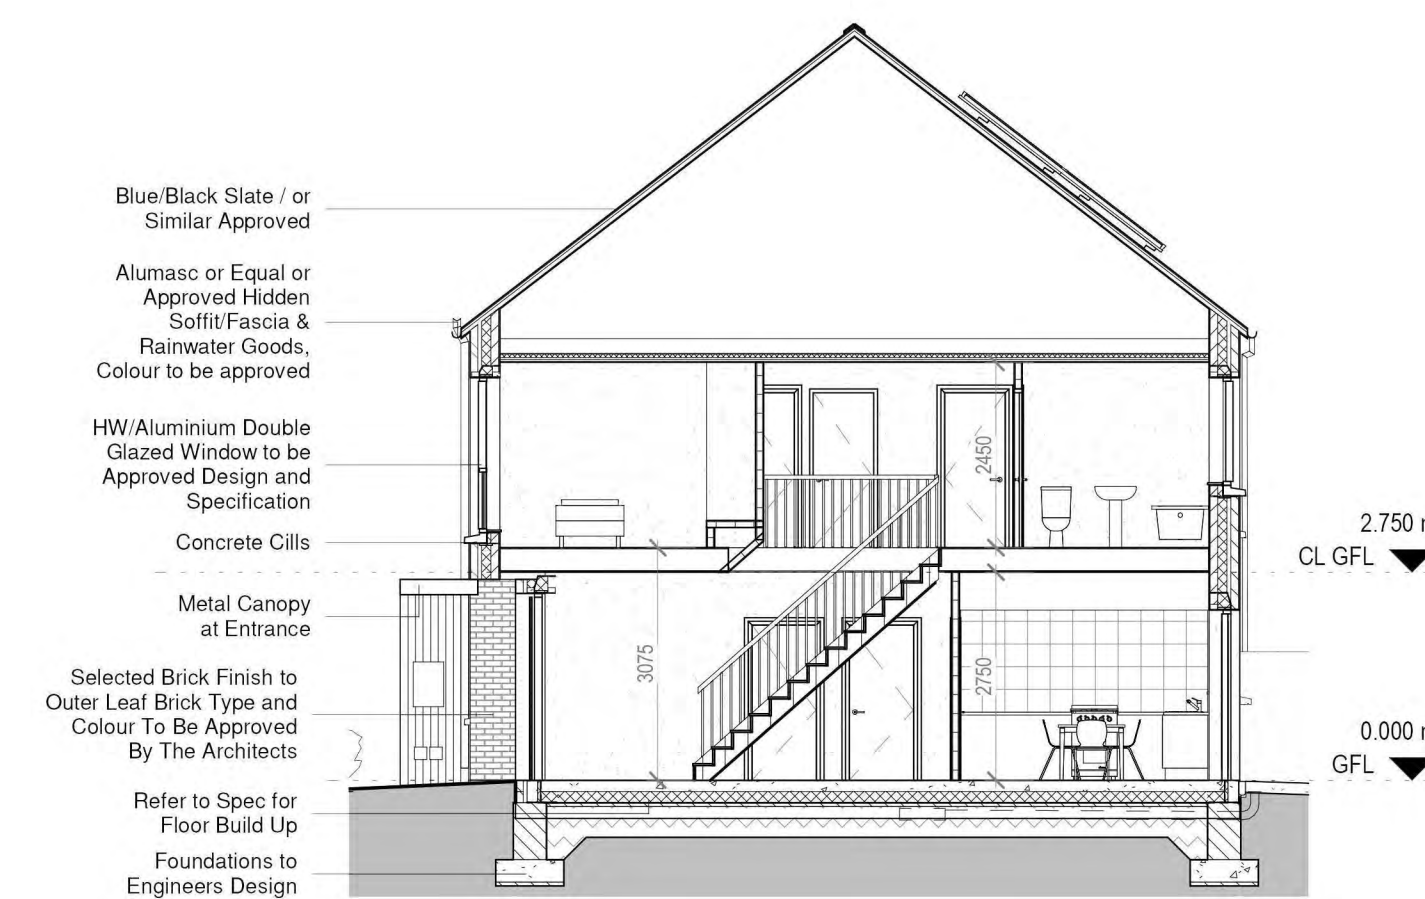 Blue/Black Slate / or
Similar Approved
Alumasc or Equal or
Approved Hidden
Soffit/Fascia &
Rainwater Goods,
Colour to be approved
HW/Aluminium Double
Glazed Window to be
Approved Design and
Specification
Concrete Cills
Metal Canopy
at Entrance
Selected Brick Finish to
Outer Leaf Brick Type and
Colour To Be Approved
By The Architects
Refer to Spec for
Floor Build Up
Foundations to
Engineers Design
2450
3075
2750
2.750 r
CL GFL
0.000 r
GFL